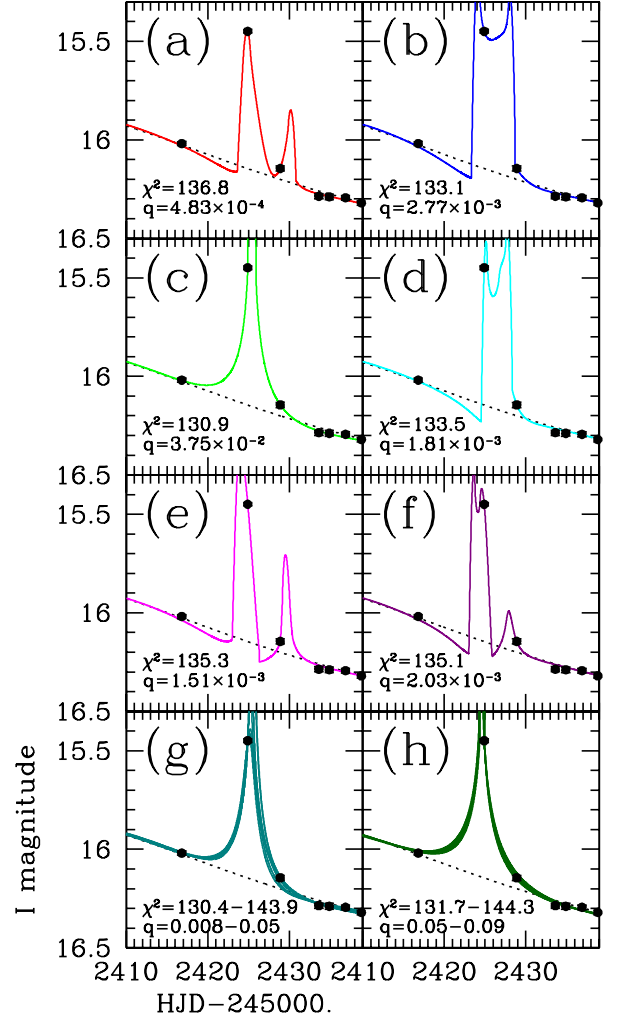 (a) (b)
15.5
16
χ²=136.8 χ²=133.1
q=4.83×10⁻⁴ q=2.77×10⁻³
16.5
(c) (d)
15.5
16
χ²=130.9 χ²=133.5
q=3.75×10⁻² q=1.81×10⁻³
16.5
(e) (f)
15.5
16
χ²=135.3 χ²=135.1
q=1.51×10⁻³ q=2.03×10⁻³
16.5
(g) (h)
15.5
16
χ²=130.4−143.9 χ²=131.7−144.3
q=0.008−0.05 q=0.05−0.09
16.5
2410 2420 2430 2410 2420 2430
HJD−245000.
I magnitude